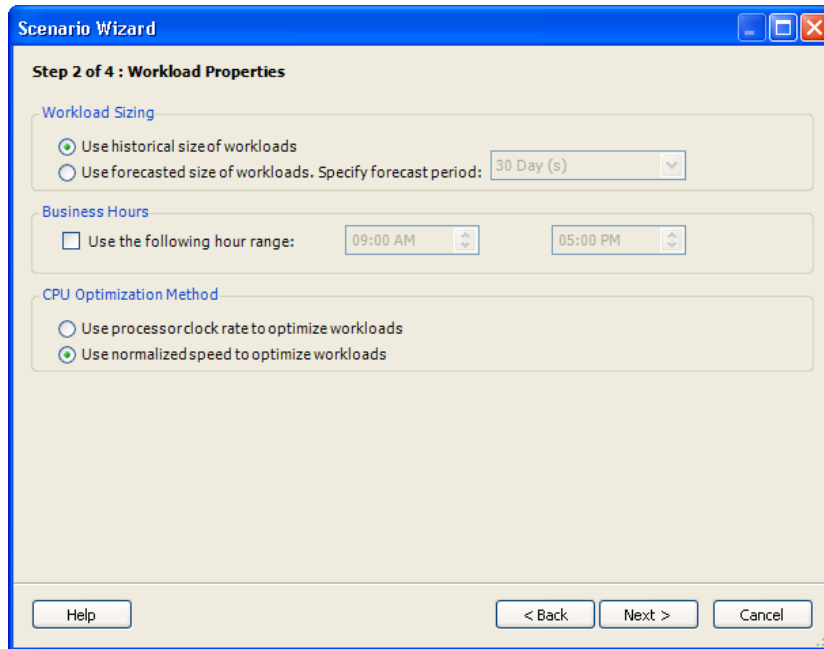 Scenario Wizard
Step 2 of 4 : Workload Properties
Workload Sizing
Use historical size of workloads
Use forecasted size of workloads. Specify forecast period: 30 Day (s)
Business Hours
Use the following hour range: 09:00 AM 05:00 PM
CPU Optimization Method
Use processor clock rate to optimize workloads
Use normalized speed to optimize workloads
Help < Back Next > Cancel